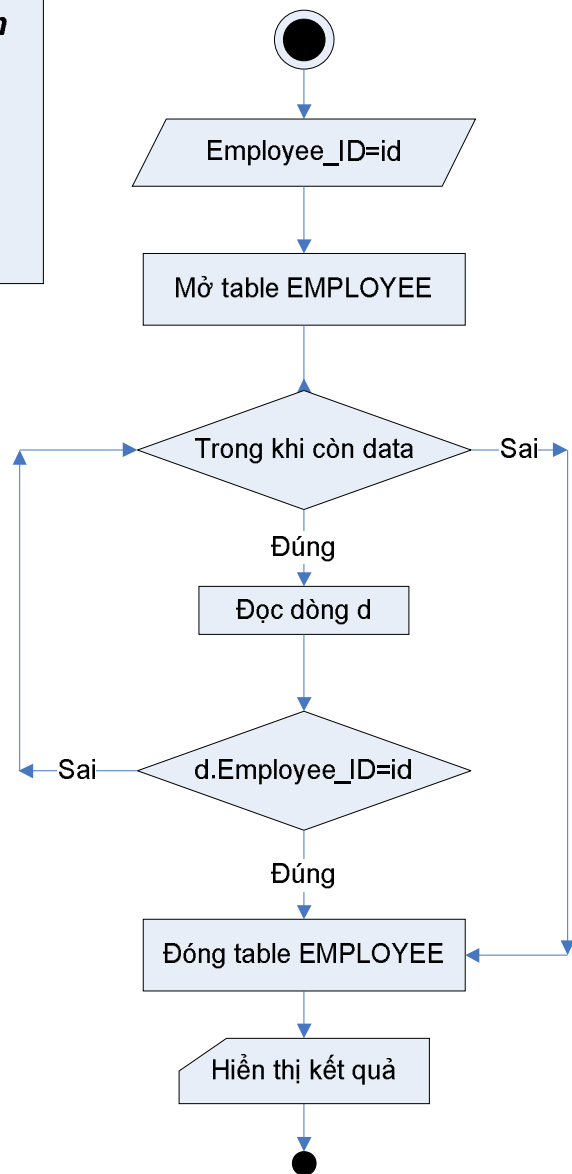 n
Employee_ID=id
Mở table EMPLOYEE
Trong khi còn data
Sai
Đúng
Đọc dòng d
Sai
d.Employee_ID=id
Đúng
Đóng table EMPLOYEE
Hiển thị kết quả